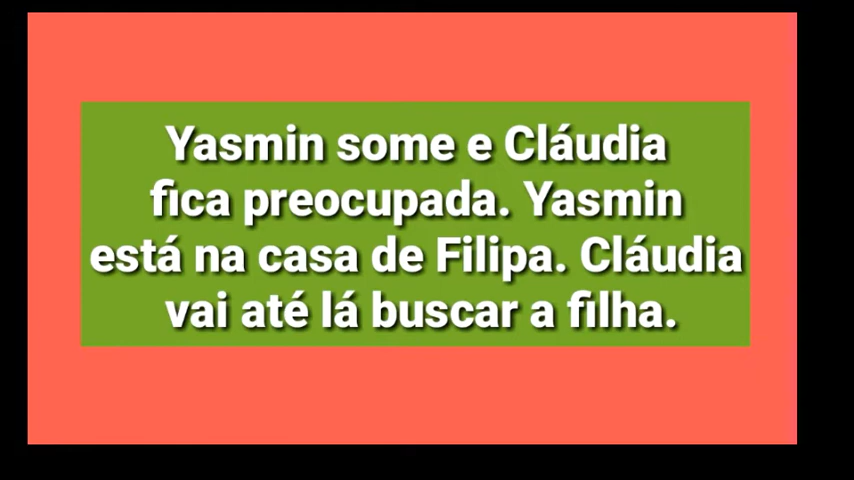 Yasmin some e Cláudia
fica preocupada. Yasmin
está na casa de Filipa. Cláudia
vai até lá buscar a filha.